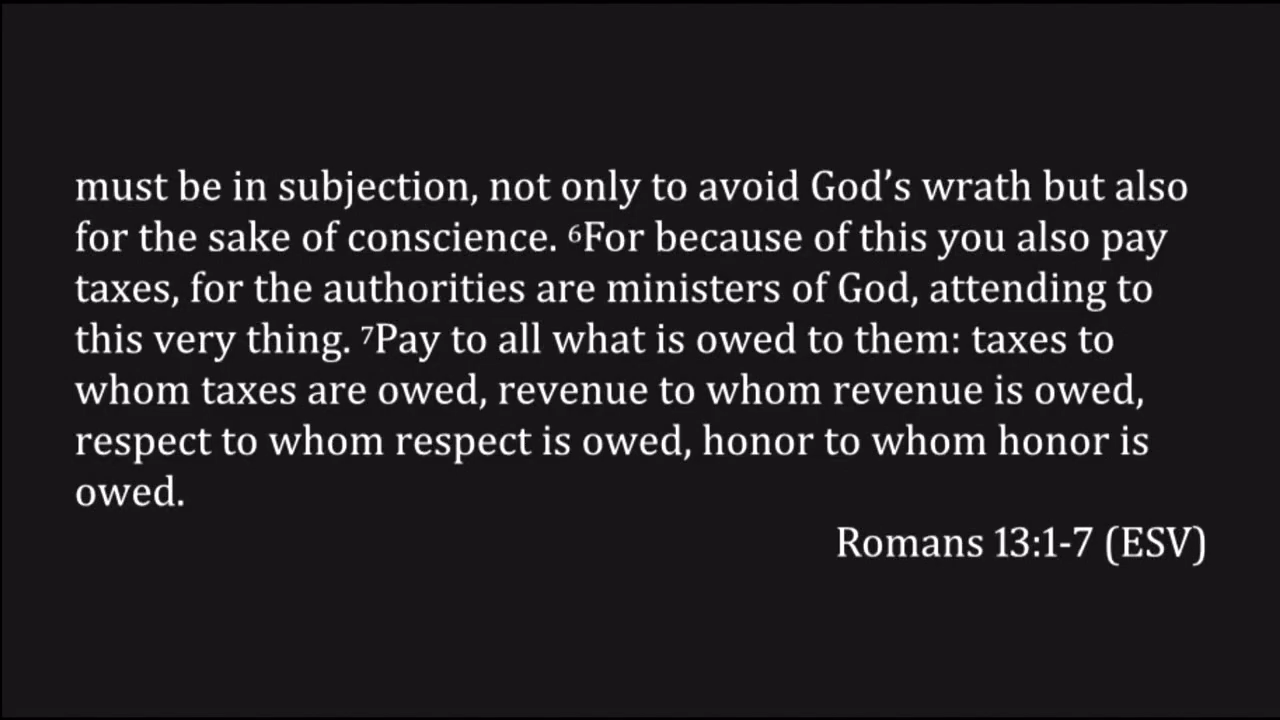 must be in subjection, not only to avoid God’s wrath but also
for the sake of conscience. ⁶For because of this you also pay
taxes, for the authorities are ministers of God, attending to
this very thing. ⁷Pay to all what is owed to them: taxes to
whom taxes are owed, revenue to whom revenue is owed,
respect to whom respect is owed, honor to whom honor is
owed.
Romans 13:1-7 (ESV)